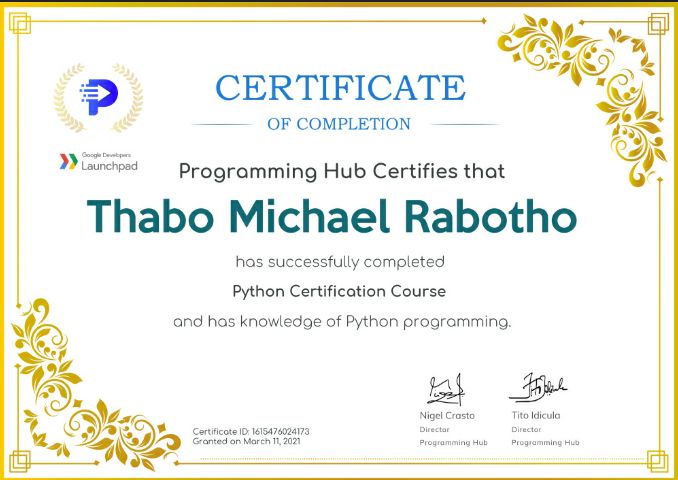 CERTIFICATE
OF COMPLETION
Google Developers
Launchpad
Programming Hub Certifies that
Thabo Michael Rabotho
has successfully completed
Python Certification Course
and has knowledge of Python programming.
Certificate ID: 1615476024173
Granted on March 11, 2021
Nigel Crasto
Director
Programming Hub
Tito Idicula
Director
Programming Hub